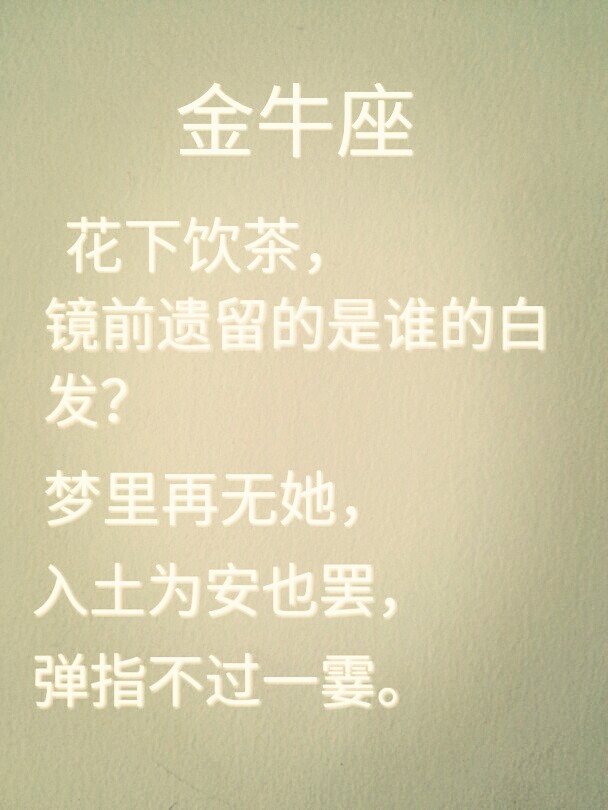 金牛座
花下饮茶，
镜前遗留的是谁的白
发？
梦里再无她，
入土为安也罢，
弹指不过一霎。